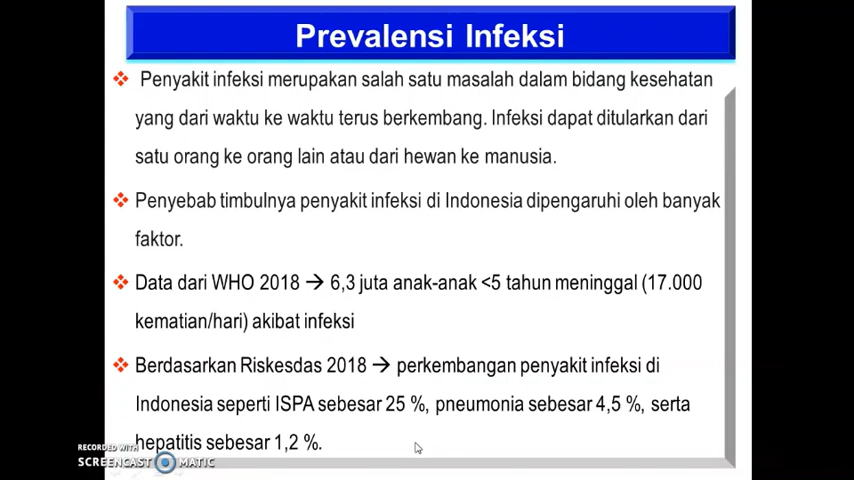 Prevalensi Infeksi
Penyakit infeksi merupakan salah satu masalah dalam bidang kesehatan
yang dari waktu ke waktu terus berkembang. Infeksi dapat ditularkan dari
satu orang ke orang lain atau dari hewan ke manusia.
Penyebab timbulnya penyakit infeksi di Indonesia dipengaruhi oleh banyak
faktor.
Data dari WHO 2018 → 6,3 juta anak-anak <5 tahun meninggal (17.000
kematian/hari) akibat infeksi
Berdasarkan Riskesdas 2018 → perkembangan penyakit infeksi di
Indonesia seperti ISPA sebesar 25 %, pneumonia sebesar 4,5 %, serta
hepatitis sebesar 1,2 %.
RECORDED WITH
SCREENCAST MATIC